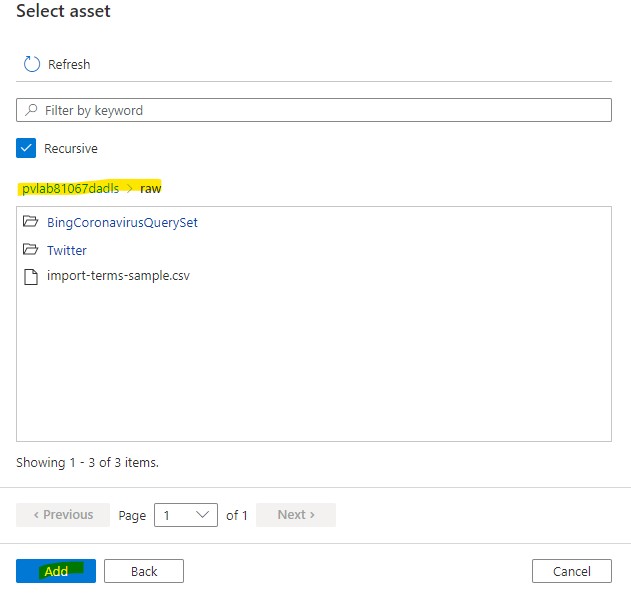 Select asset
Refresh
Filter by keyword
Recursive
pvlab81067dadls > raw
BingCoronavirusQuerySet
Twitter
import-terms-sample.csv
Showing 1 - 3 of 3 items.
< Previous Page 1 of 1 Next >
Add Back Cancel